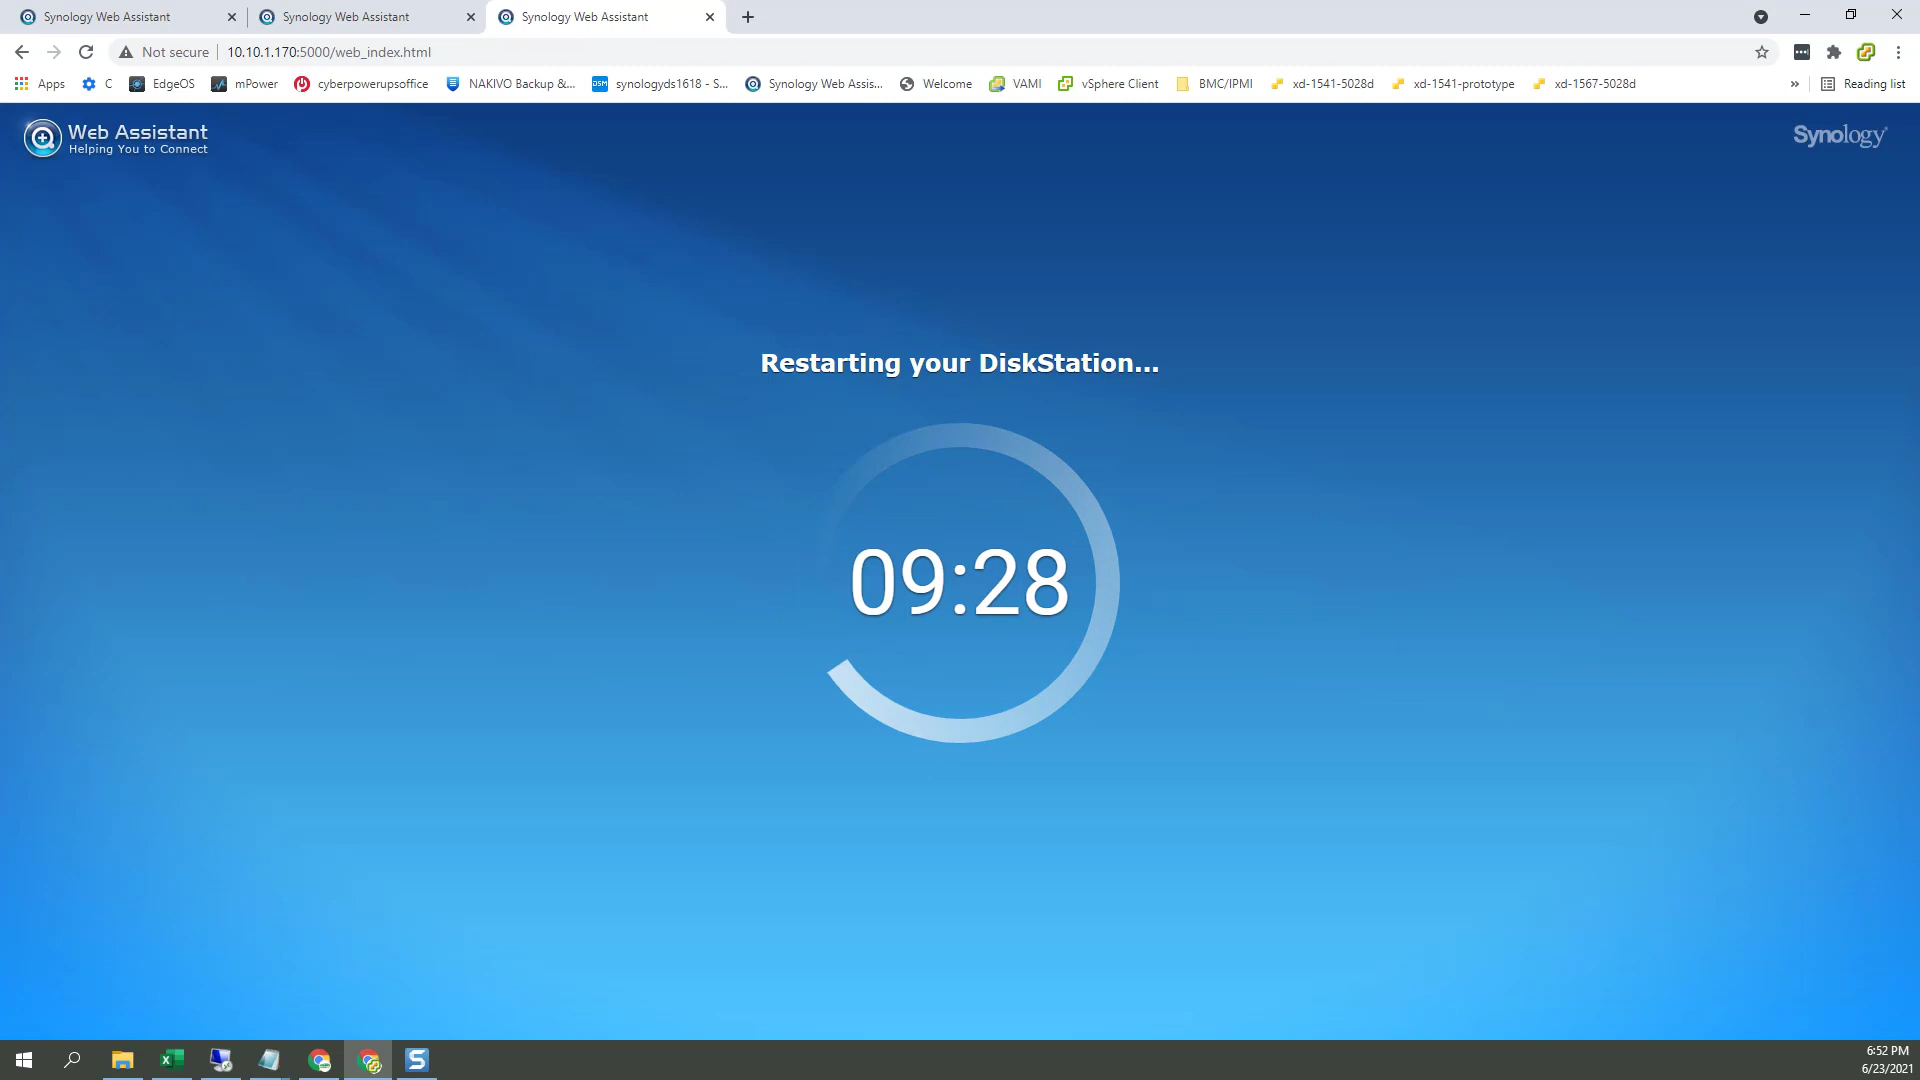 Synology Web Assistant
Synology Web Assistant
Synology Web Assistant
Not secure
10.10.1.170:5000/web_index.html
Apps
C
EdgeOS
mPower
cyberpowerupsoffice
NAKIVO Backup &...
DSM
synologyds1618 - S...
Synology Web Assis...
Welcome
VAMI
vSphere Client
BMC/IPMI
xd-1541-5028d
xd-1541-prototype
xd-1567-5028d
»
Reading list
Web Assistant
Helping You to Connect
Synology
Restarting your DiskStation...
09:28
6:52 PM
6/23/2021